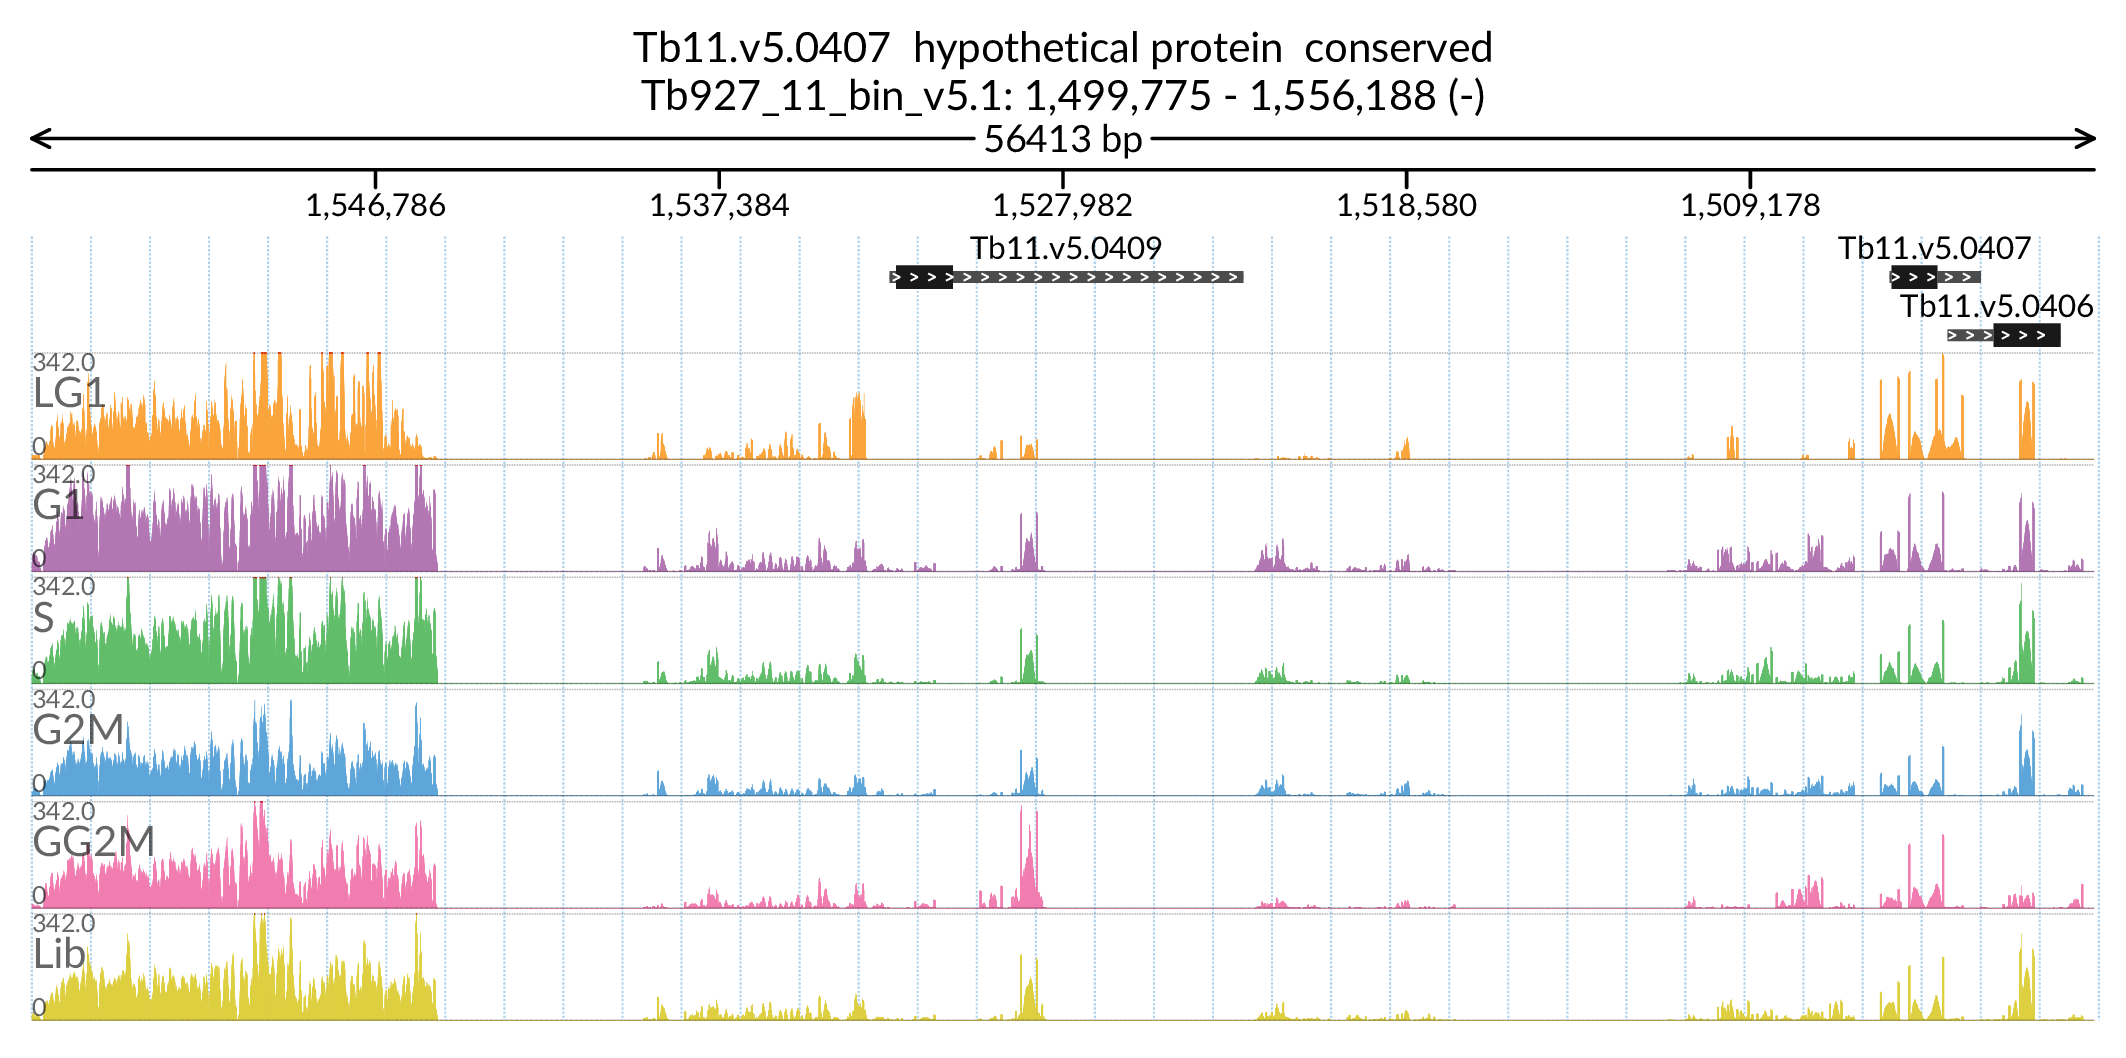 Tb11.v5.0407  hypothetical protein  conserved
Tb927_11_bin_v5.1: 1,499,775 - 1,556,188 (-)
56413 bp
1,546,786 1,537,384 1,527,982 1,518,580 1,509,178
Tb11.v5.0409 Tb11.v5.0407
Tb11.v5.0406
342.0
LG1
0
342.0
G1
0
342.0
S
0
342.0
G2M
0
342.0
GG2M
0
342.0
Lib
0